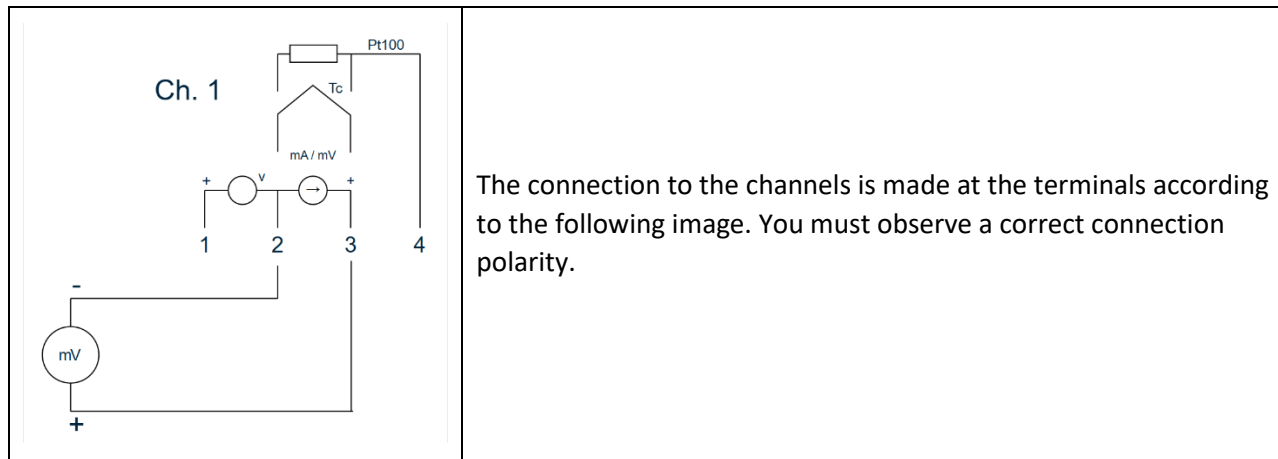 Pt100
Ch. 1
Tc
mA / mV
+ V +
1 2 3 4
-
mV
+
The connection to the channels is made at the terminals according
to the following image. You must observe a correct connection
polarity.